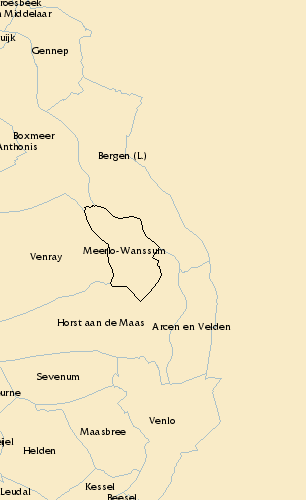 roesbeek
n Middelaar
uijk
Gennep
Boxmeer
Anthonis
Bergen (L)
Meerlo-Wanssum
Venray
Horst aan de Maas
Arcen en Velden
Sevenum
urne
Venlo
Maasbree
ijel
Helden
Kessel
Leudal
Beesel